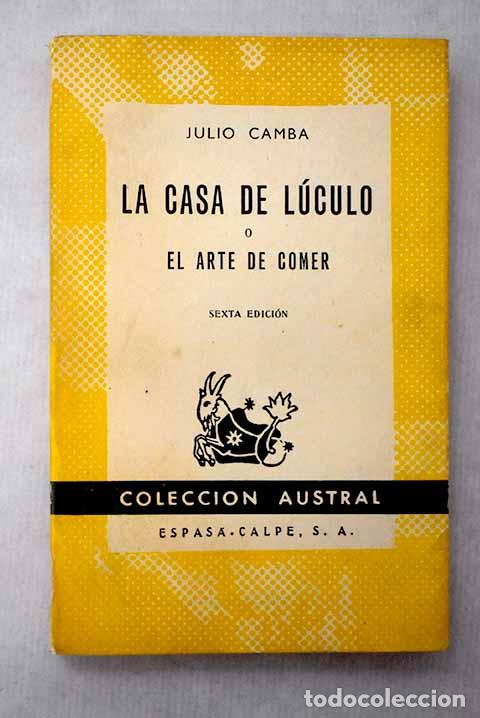 JULIO CAMBA
LA CASA DE LÚCULO
O
EL ARTE DE COMER
SEXTA EDICIÓN
COLECCION AUSTRAL
ESPASA-CALPE, S. A.
todocoleccion